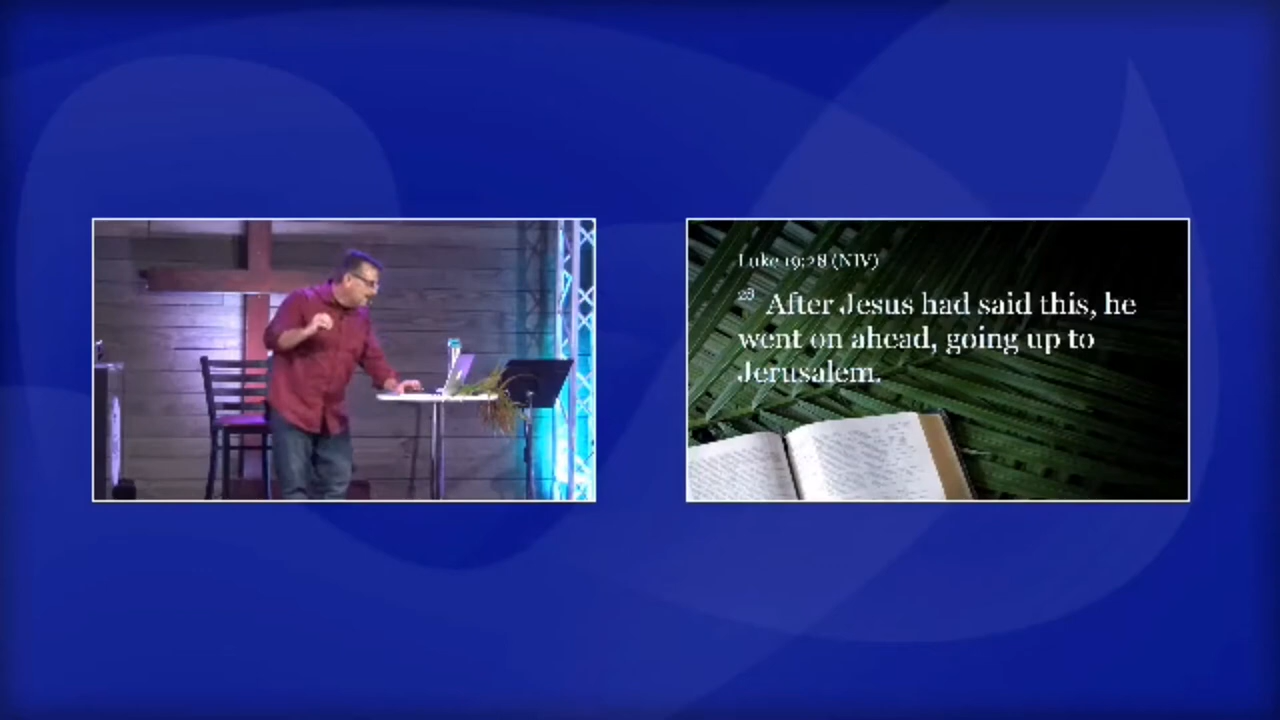 Luke 19:28 (NIV)
28 After Jesus had said this, he
went on ahead, going up to
Jerusalem.